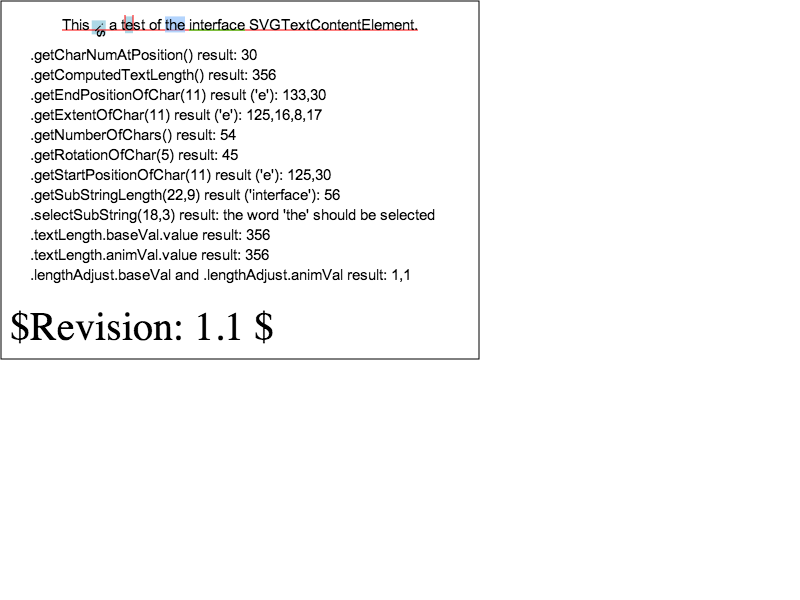 This is a test of the interface SVGTextContentElement.
.getCharNumAtPosition() result: 30
.getComputedTextLength() result: 356
.getEndPositionOfChar(11) result ('e'): 133,30
.getExtentOfChar(11) result ('e'): 125,16,8,17
.getNumberOfChars() result: 54
.getRotationOfChar(5) result: 45
.getStartPositionOfChar(11) result ('e'): 125,30
.getSubStringLength(22,9) result ('interface'): 56
.selectSubString(18,3) result: the word 'the' should be selected
.textLength.baseVal.value result: 356
.textLength.animVal.value result: 356
.lengthAdjust.baseVal and .lengthAdjust.animVal result: 1,1
$Revision: 1.1 $